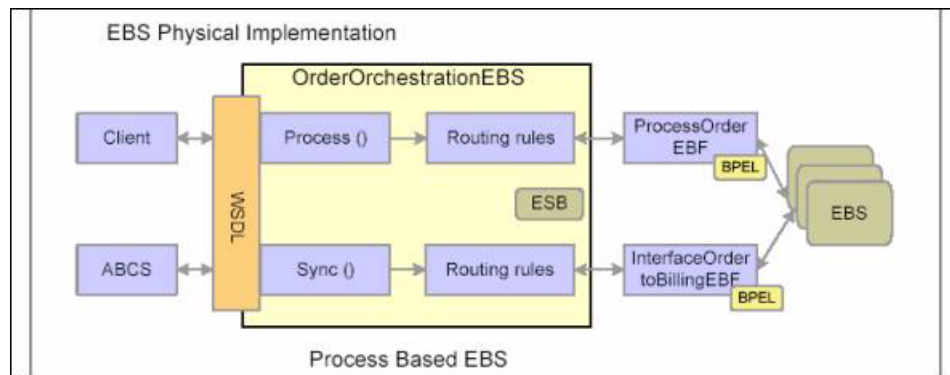 EBS Physical Implementation
OrderOrchestrationEBS
Client
WSDL
Process ()
Routing rules
ProcessOrder
EBF
BPEL
ESB
EBS
ABCS
Sync ()
Routing rules
InterfaceOrder
toBillingEBF
BPEL
Process Based EBS